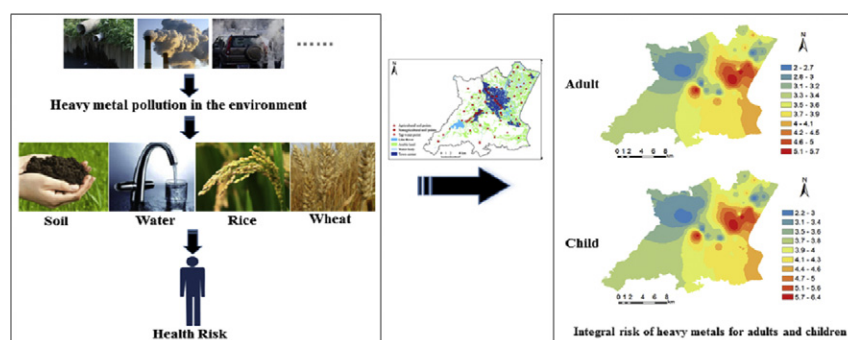 Heavy metal pollution in the environment
Soil
Water
Rice
Wheat
Health Risk
N
Adult
N
2 - 2.7
2.8 - 3
3.1 - 3.2
3.3 - 3.4
3.5 - 3.6
3.7 - 3.9
4 - 4.1
4.2 - 4.5
4.6 - 5
5.1 - 5.7
0 1 2 4 6 8
Child
N
2.2 - 3
3.1 - 3.4
3.5 - 3.6
3.7 - 3.8
3.9 - 4
4.1 - 4.3
4.4 - 4.6
4.7 - 5
5.1 - 5.6
5.7 - 6.4
0 1 2 4 6 8
Integral risk of heavy metals for adults and children